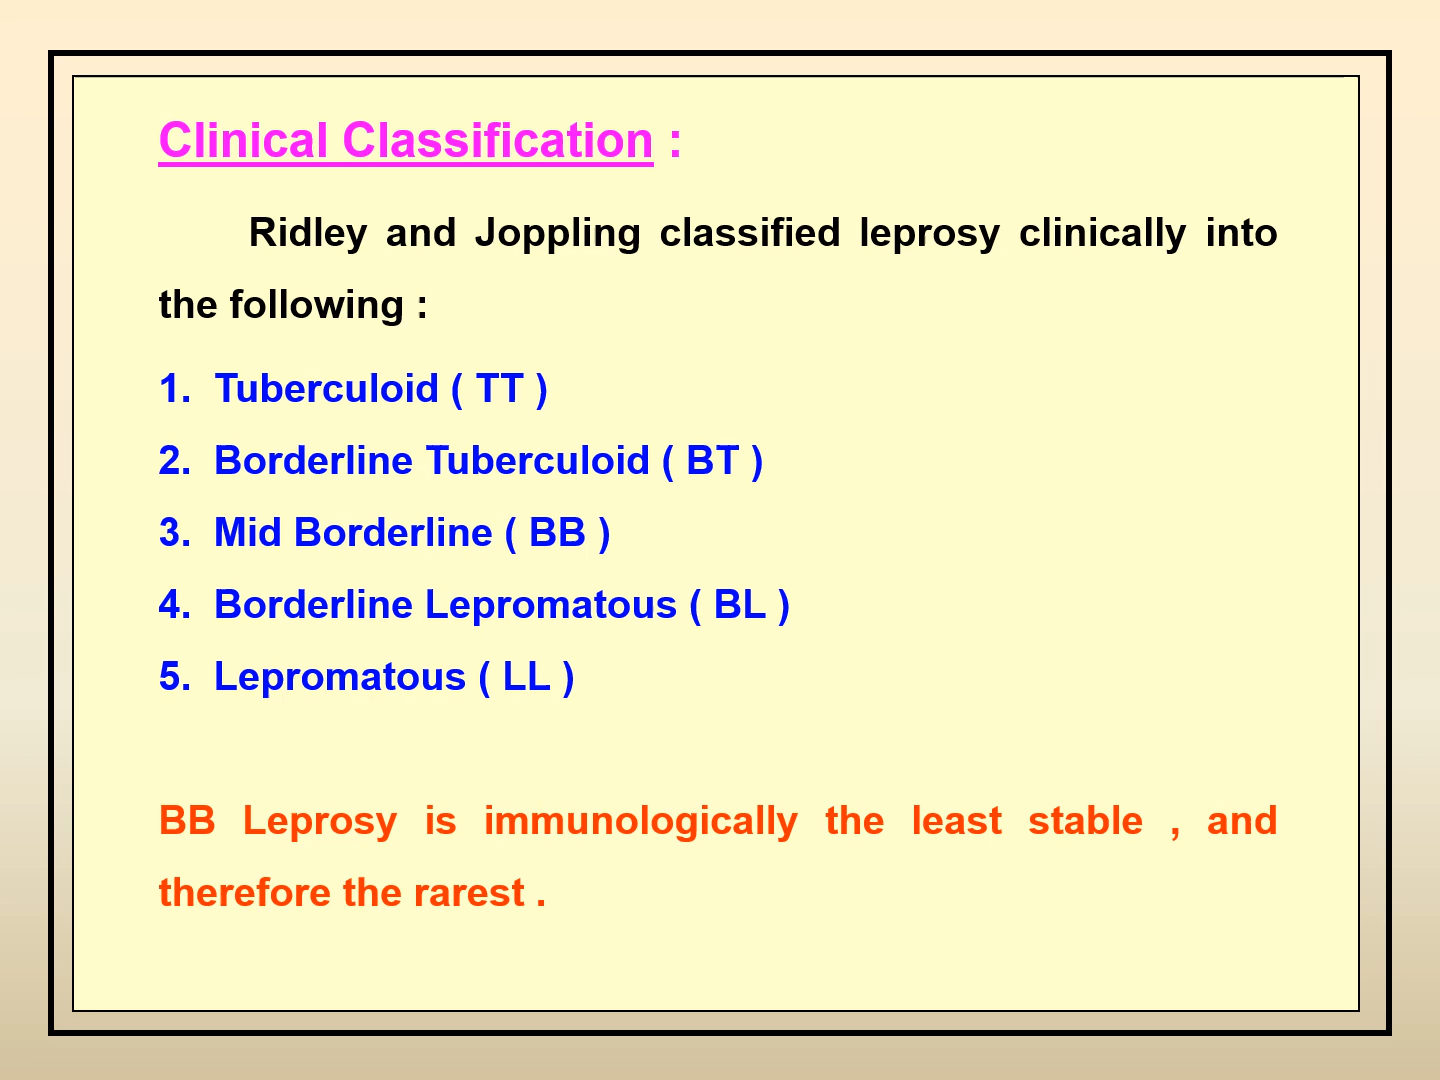 Clinical Classification :
Ridley and Joppling classified leprosy clinically into
the following :
1. Tuberculoid ( TT )
2. Borderline Tuberculoid ( BT )
3. Mid Borderline ( BB )
4. Borderline Lepromatous ( BL )
5. Lepromatous ( LL )
BB Leprosy is immunologically the least stable , and
therefore the rarest .